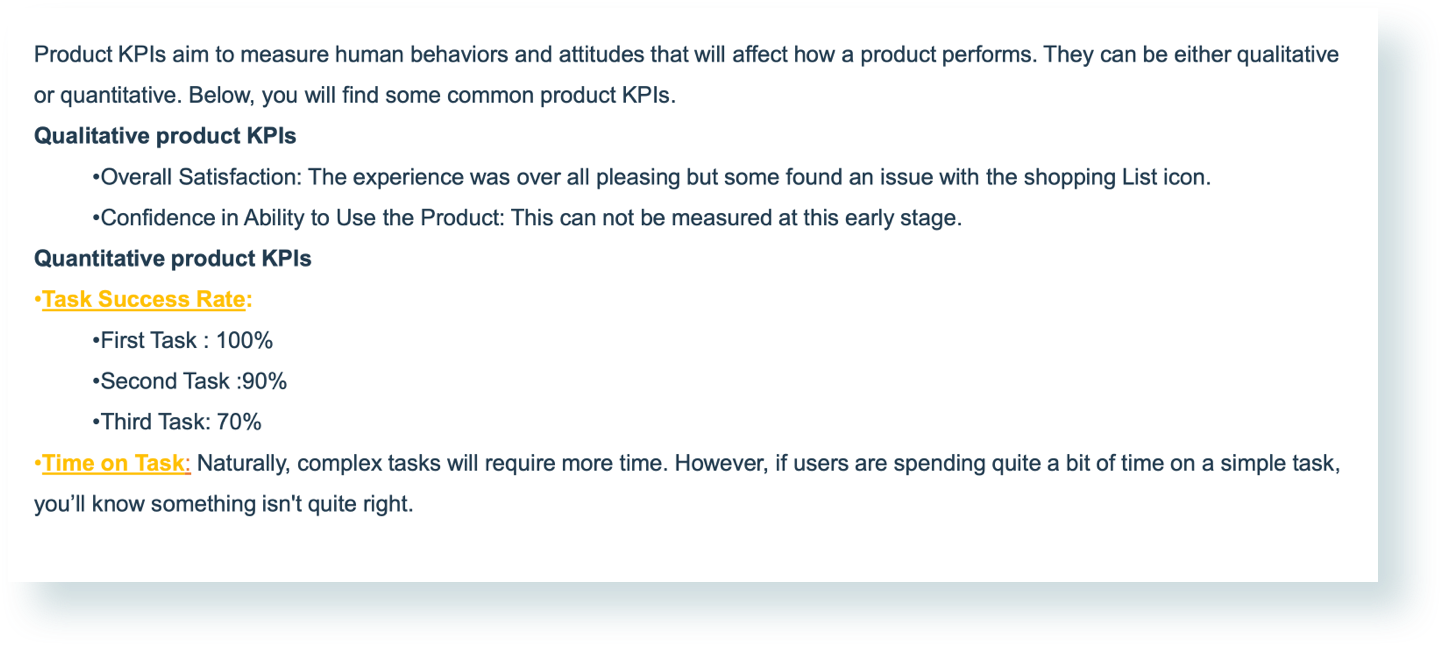 Product KPIs aim to measure human behaviors and attitudes that will affect how a product performs. They can be either qualitative
or quantitative. Below, you will find some common product KPIs.
Qualitative product KPIs
•Overall Satisfaction: The experience was over all pleasing but some found an issue with the shopping List icon.
•Confidence in Ability to Use the Product: This can not be measured at this early stage.
Quantitative product KPIs
•Task Success Rate:
•First Task : 100%
•Second Task :90%
•Third Task: 70%
•Time on Task: Naturally, complex tasks will require more time. However, if users are spending quite a bit of time on a simple task,
you’ll know something isn't quite right.